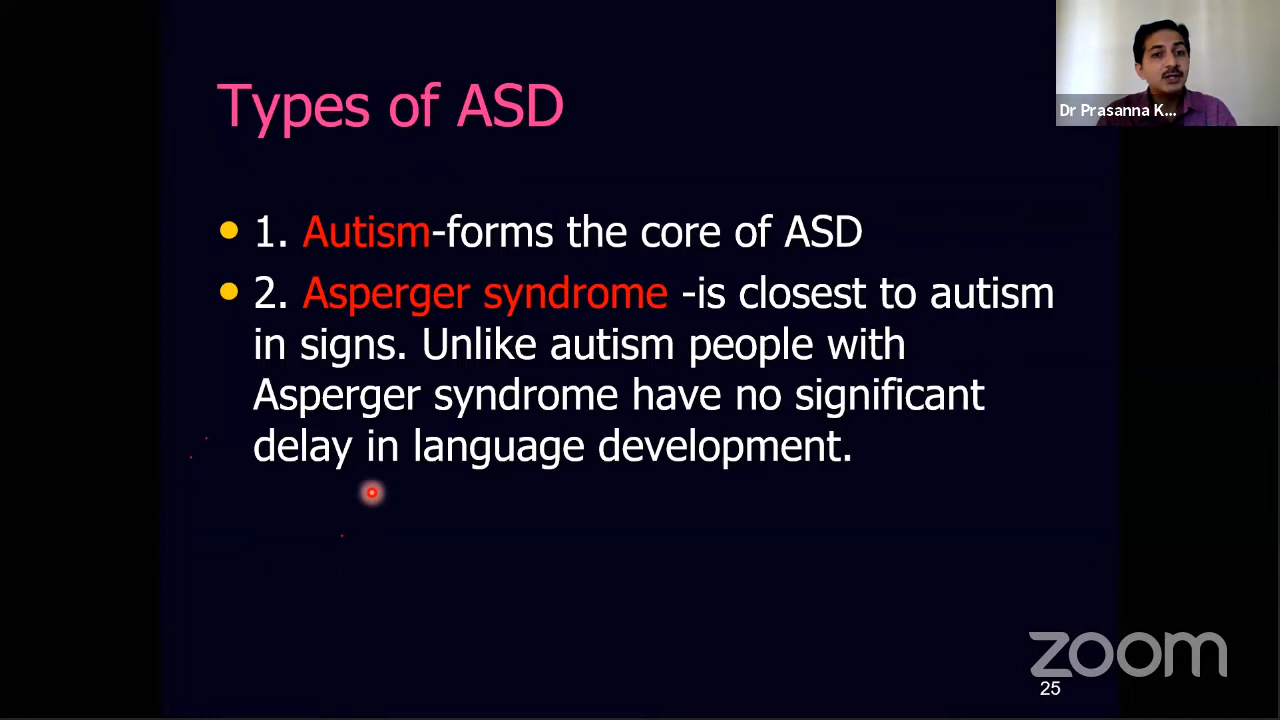 Types of ASD
Dr Prasanna K...
1. Autism-forms the core of ASD
2. Asperger syndrome -is closest to autism
in signs. Unlike autism people with
Asperger syndrome have no significant
delay in language development.
zoom
25